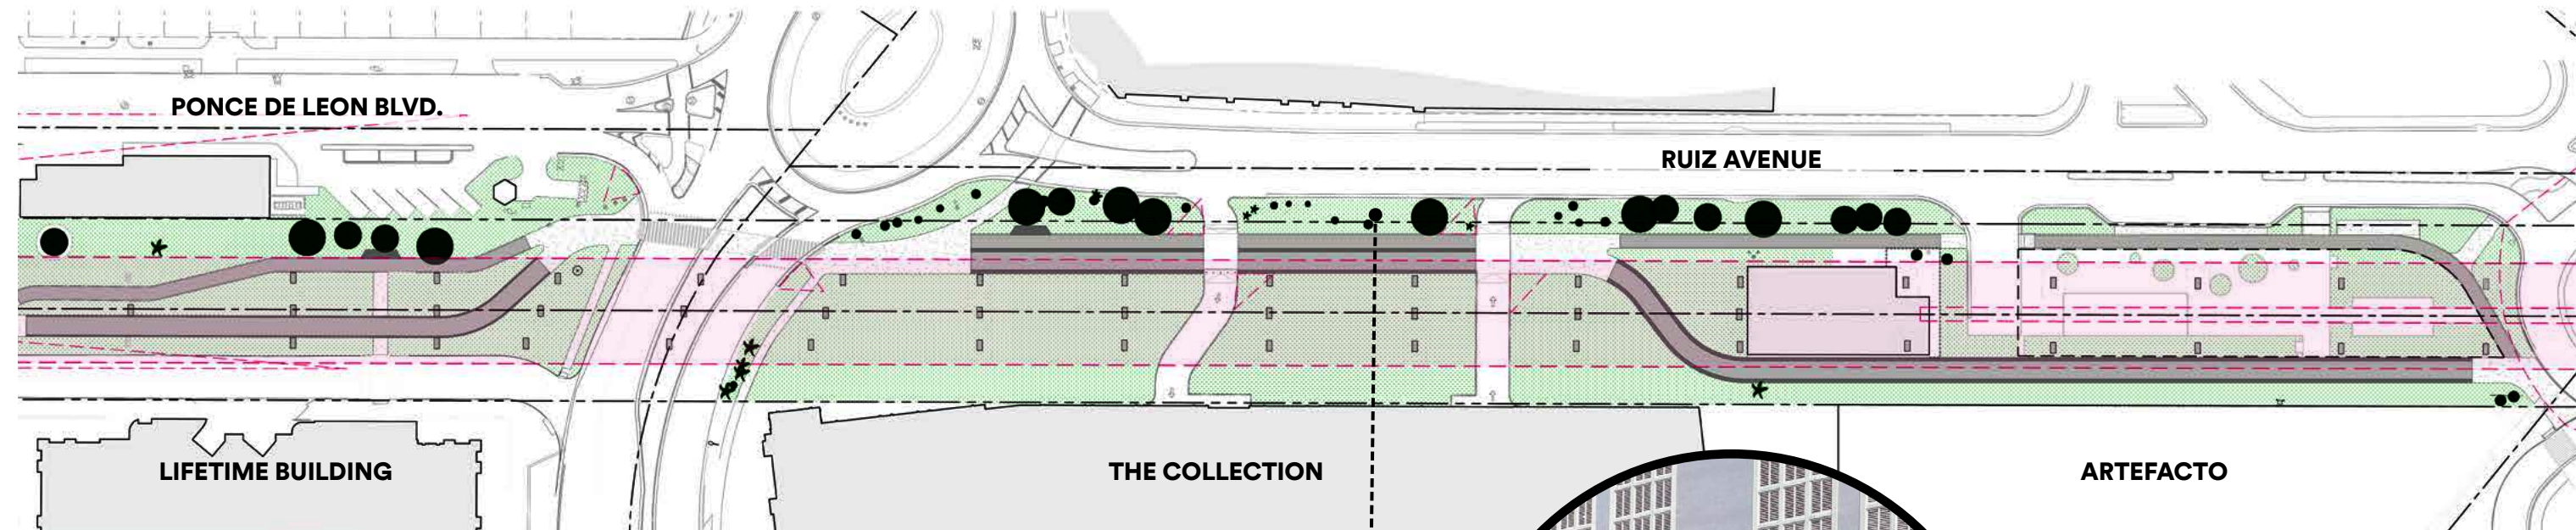 PONCE DE LEON BLVD.
RUIZ AVENUE
LIFETIME BUILDING
THE COLLECTION
ARTEFACTO